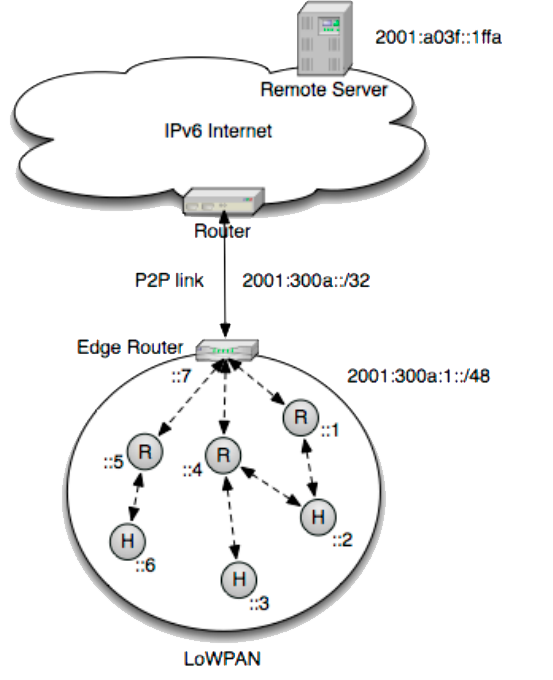 2001:a03f::1ffa
Remote Server
IPv6 Internet
Router
P2P link 2001:300a::/32
Edge Router
::7 2001:300a:1::/48
R ::1
R ::5
R ::4
H ::2
H ::6
H ::3
LoWPAN